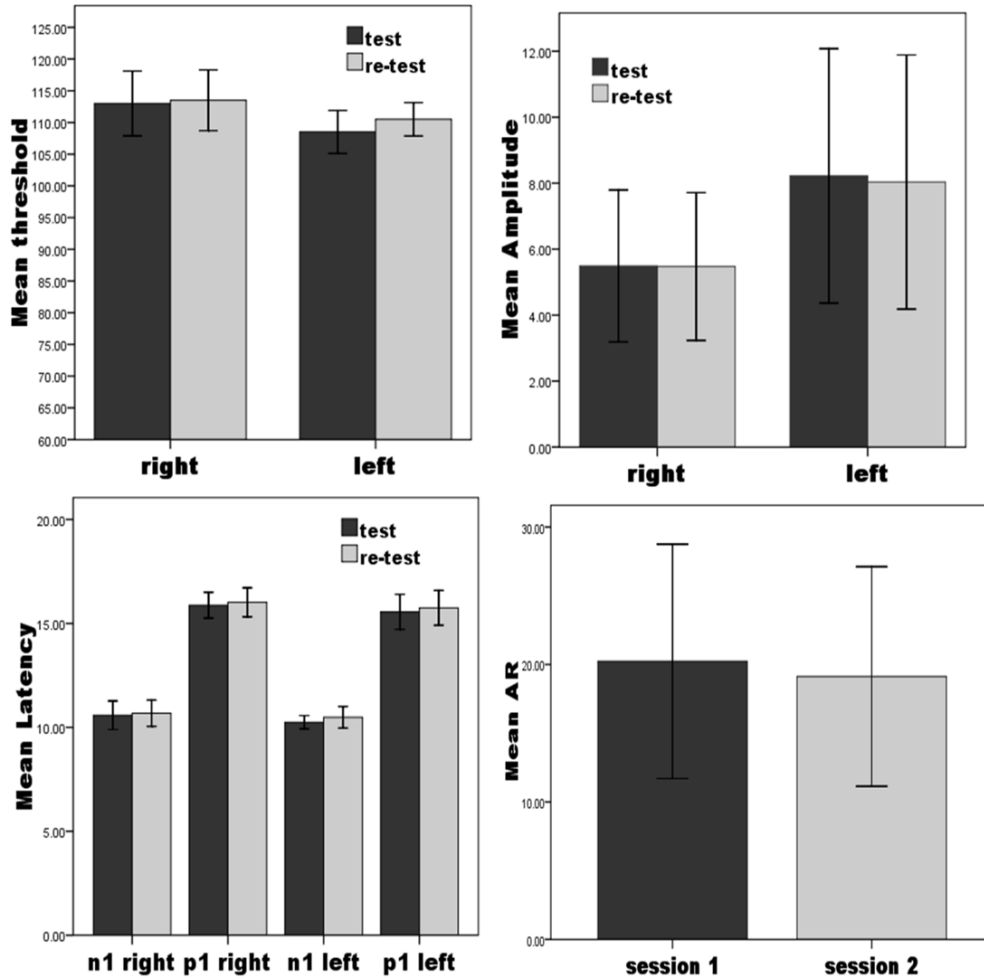 Mean threshold
125.00
120.00
115.00
110.00
105.00
100.00
95.00
90.00
85.00
80.00
75.00
70.00
65.00
60.00
test
re-test
right left
Mean Amplitude
12.00
10.00
8.00
6.00
4.00
2.00
0.00
test
re-test
right left
Mean Latency
20.00
15.00
10.00
5.00
0.00
test
re-test
n1 right p1 right n1 left p1 left
Mean AR
30.00
20.00
10.00
0.00
session 1 session 2